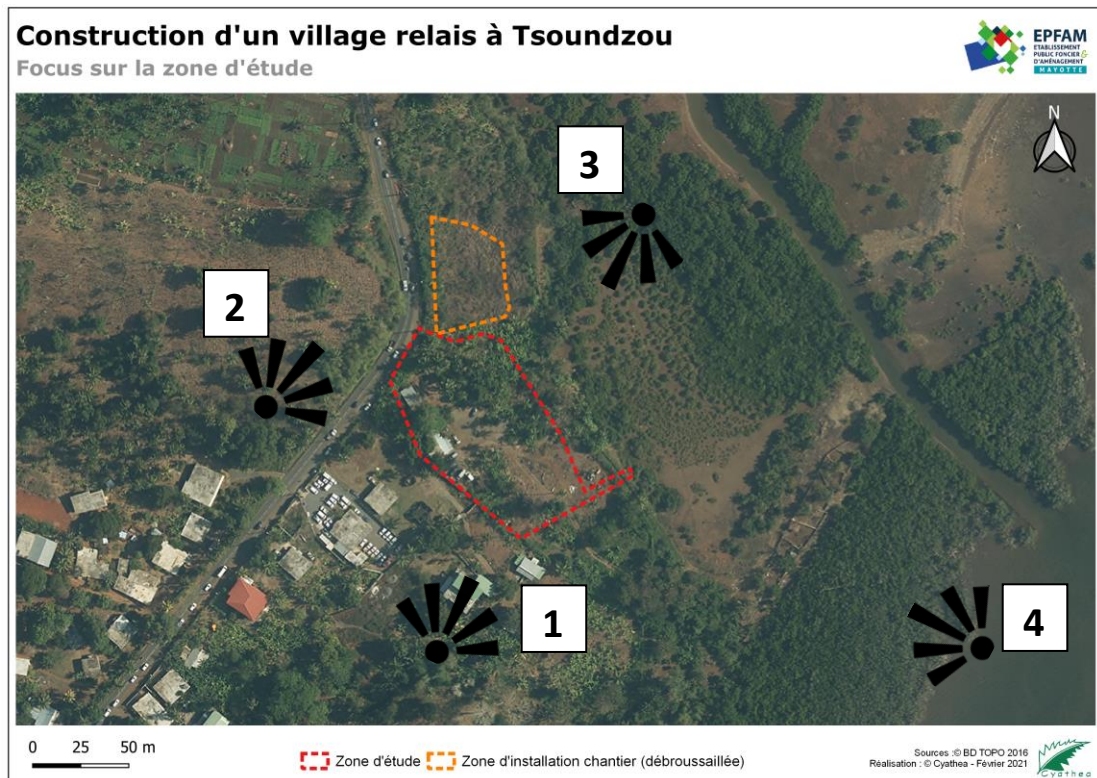 Construction d'un village relais à Tsoundzou
Focus sur la zone d'étude
EPFAM
ETABLISSEMENT
PUBLIC FONCIER &
D'AMÉNAGEMENT
MAYOTTE
N
3
2
1
4
0 25 50 m
Zone d'étude
Zone d'installation chantier (débroussaillée)
Sources :© BD TOPO 2016
Réalisation : © Cyathea - Février 2021
Cyathea